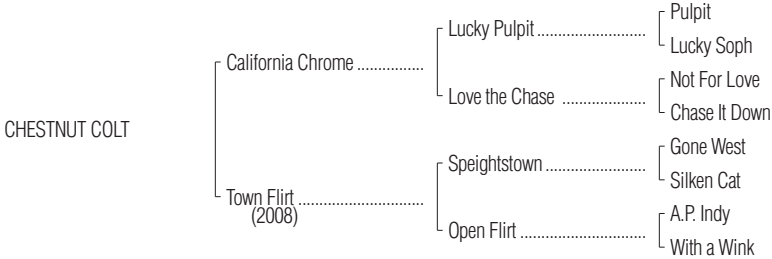 Pulpit
Lucky Pulpit ..........................
Lucky Soph
California Chrome ................
Not For Love
Love the Chase ....................
Chase It Down
CHESTNUT COLT
Gone West
Speightstown ........................
Silken Cat
Town Flirt ..............................
(2008)
A.P. Indy
Open Flirt ..............................
With a Wink